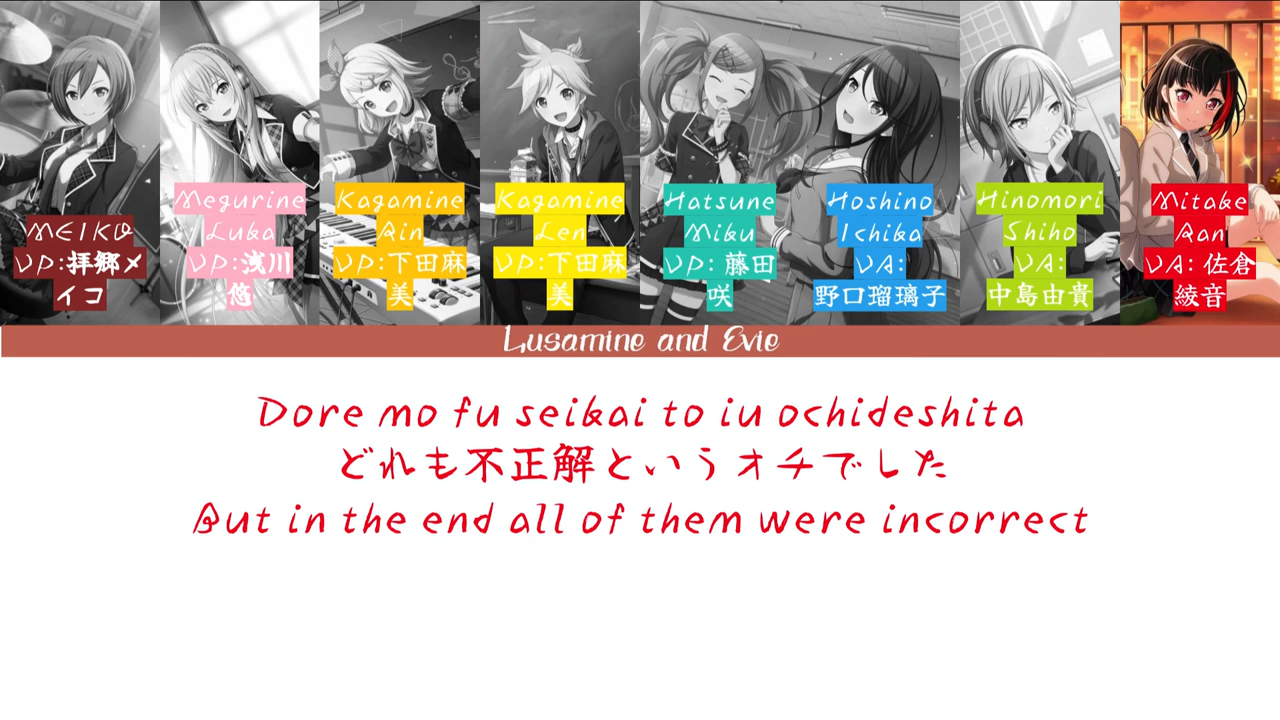 MEIKO
VP:拝郷メ
イコ
Megurine
Luka
VP:浅川
悠
Kagamine
Rin
VP:下田麻
美
Kagamine
Len
VP:下田麻
美
Hatsune
Miku
VP: 藤田
咲
Hoshino
Ichika
VA:
野口瑠璃子
Hinomori
Shiho
VA:
中島由貴
Mitake
Ran
VA: 佐倉
綾音
Lusamine and Evie
Dore mo fu seikai to iu ochideshita
どれも不正解というオチでした
But in the end all of them were incorrect